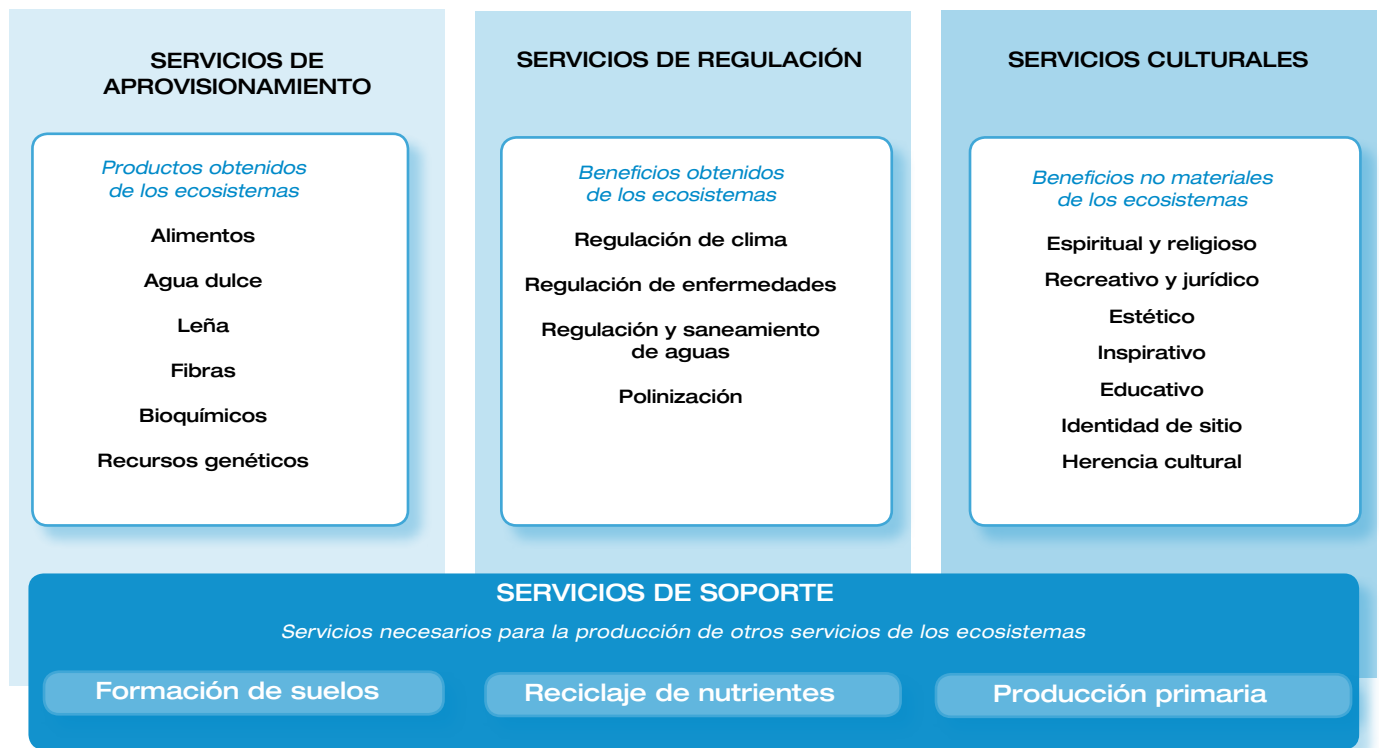 SERVICIOS DE
APROVISIONAMIENTO
Productos obtenidos
de los ecosistemas
Alimentos
Agua dulce
Leña
Fibras
Bioquímicos
Recursos genéticos
SERVICIOS DE REGULACIÓN
Beneficios obtenidos
de los ecosistemas
Regulación de clima
Regulación de enfermedades
Regulación y saneamiento
de aguas
Polinización
SERVICIOS CULTURALES
Beneficios no materiales
de los ecosistemas
Espiritual y religioso
Recreativo y jurídico
Estético
Inspirativo
Educativo
Identidad de sitio
Herencia cultural
SERVICIOS DE SOPORTE
Servicios necesarios para la producción de otros servicios de los ecosistemas
Formación de suelos
Reciclaje de nutrientes
Producción primaria